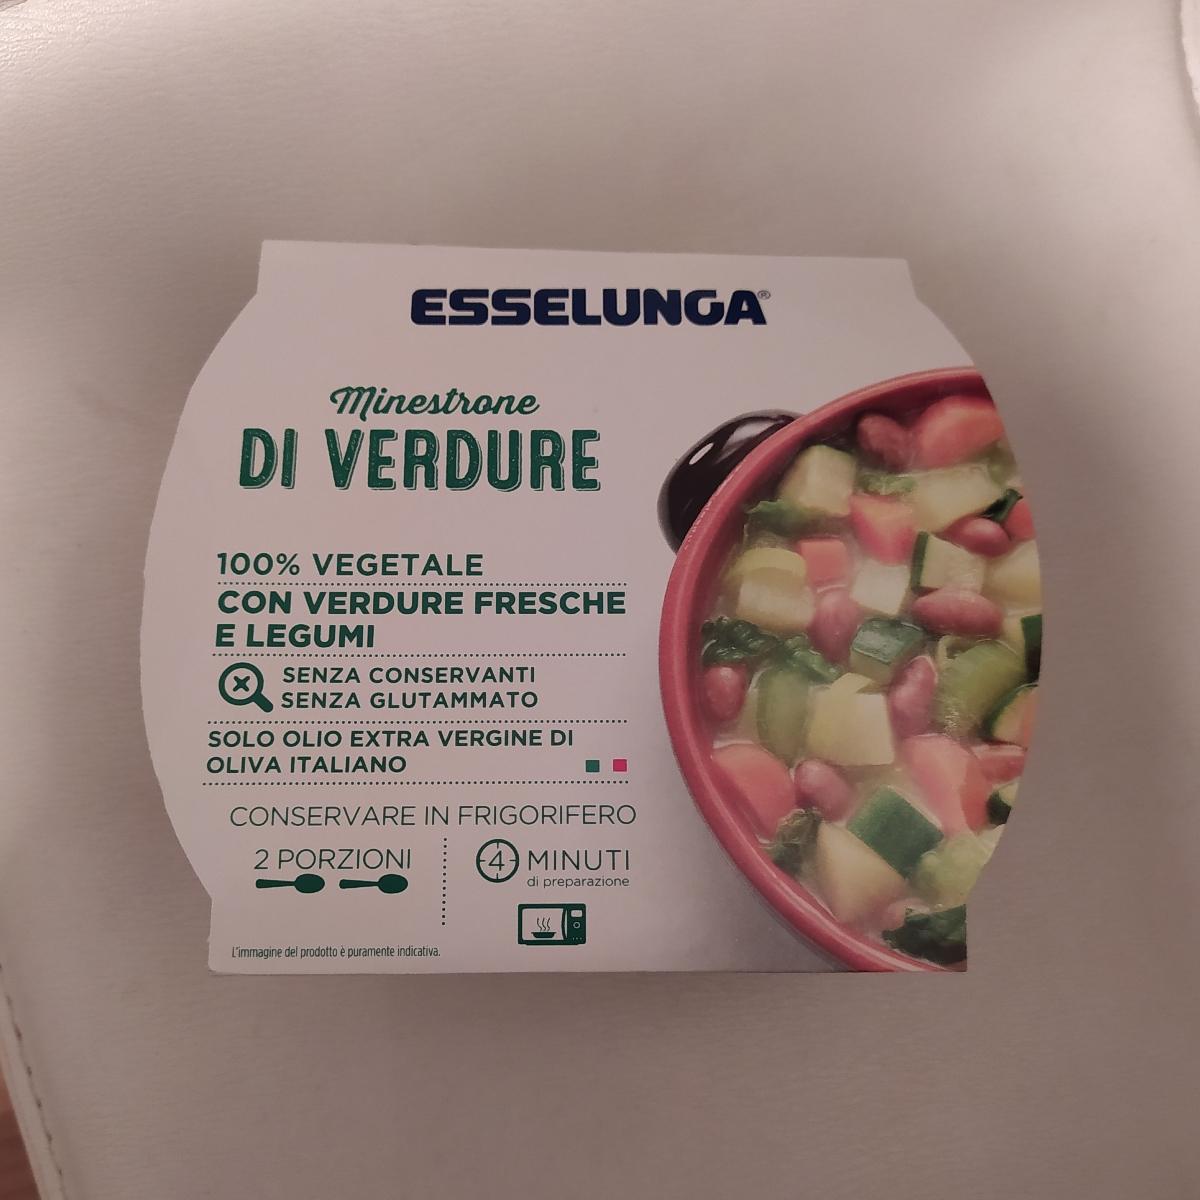 ESSELUNGA®
Minestrone
DI VERDURE
100% VEGETALE
CON VERDURE FRESCHE
E LEGUMI
SENZA CONSERVANTI
SENZA GLUTAMMATO
SOLO OLIO EXTRA VERGINE DI
OLIVA ITALIANO
CONSERVARE IN FRIGORIFERO
2 PORZIONI
4 MINUTI
di preparazione
L'immagine del prodotto è puramente indicativa.